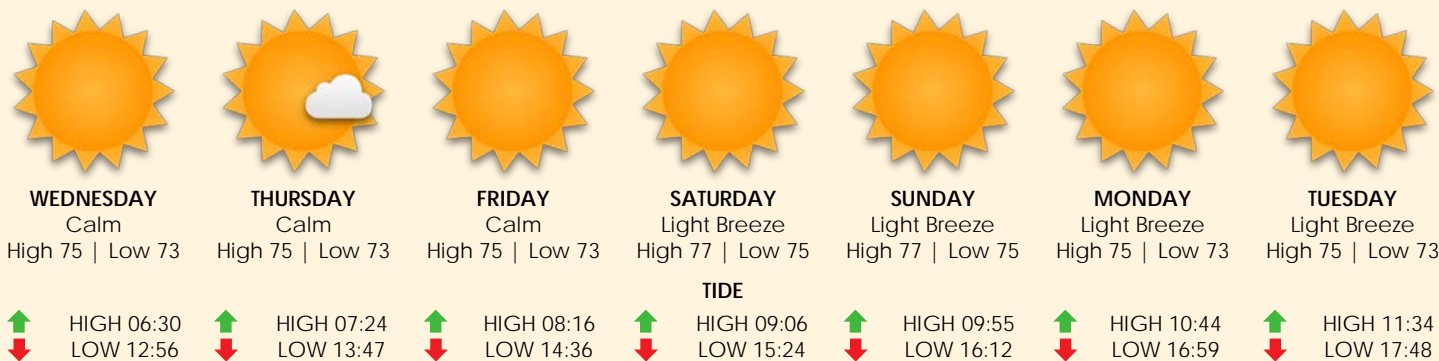 WEDNESDAY
Calm
High 75 | Low 73
THURSDAY
Calm
High 75 | Low 73
FRIDAY
Calm
High 75 | Low 73
SATURDAY
Light Breeze
High 77 | Low 75
SUNDAY
Light Breeze
High 77 | Low 75
MONDAY
Light Breeze
High 75 | Low 73
TUESDAY
Light Breeze
High 75 | Low 73
TIDE
HIGH 06:30
LOW 12:56
HIGH 07:24
LOW 13:47
HIGH 08:16
LOW 14:36
HIGH 09:06
LOW 15:24
HIGH 09:55
LOW 16:12
HIGH 10:44
LOW 16:59
HIGH 11:34
LOW 17:48